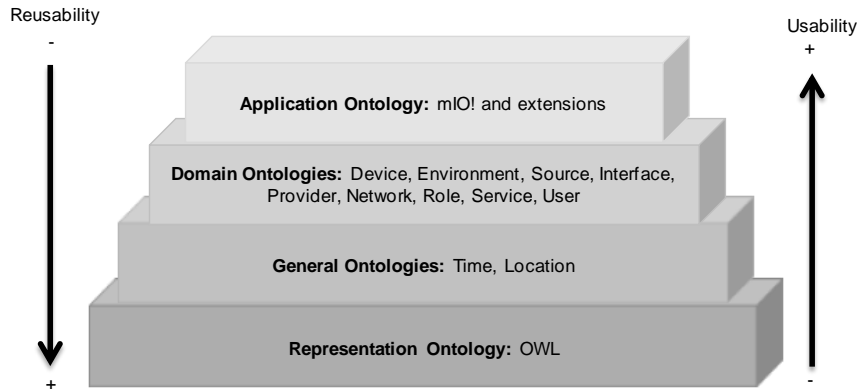 Reusability
-
Usability
+
Application Ontology: mIO! and extensions
Domain Ontologies: Device, Environment, Source, Interface,
Provider, Network, Role, Service, User
General Ontologies: Time, Location
Representation Ontology: OWL
+
-